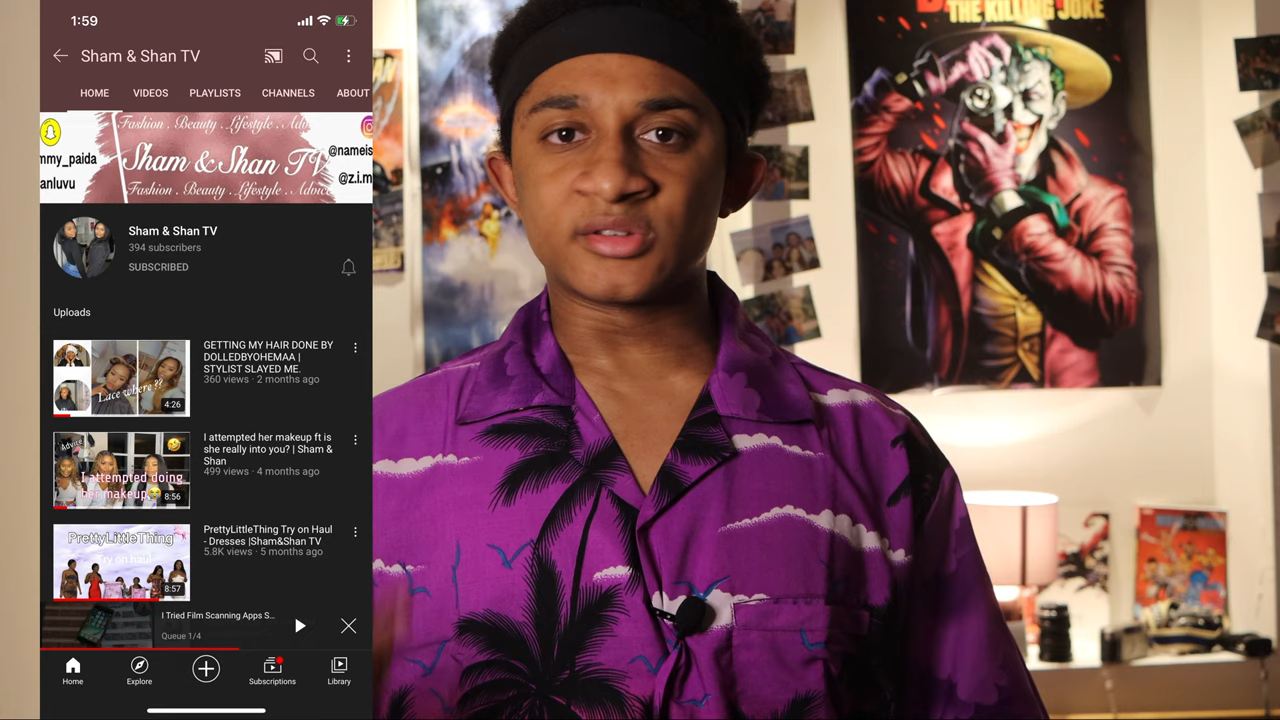 1:59
Sham & Shan TV
HOME VIDEOS PLAYLISTS CHANNELS ABOUT
Fashion . Beauty . Lifestyle . Advi
mmy_paida
anluvu
Sham & Shan TV
@nameis
@z.i.m
Fashion . Beauty . Lifestyle . Advic
Sham & Shan TV
394 subscribers
SUBSCRIBED
Uploads
Lace where ??
4:26
GETTING MY HAIR DONE BY
DOLLEDBYOHEMAA |
STYLIST SLAYED ME.
360 views · 2 months ago
Advice
I attempted doing
her makeup
8:56
I attempted her makeup ft is
she really into you? | Sham &
Shan
499 views · 4 months ago
PrettyLittleThing
Try on haul
8:57
PrettyLittleThing Try on Haul
- Dresses |Sham&Shan TV
5.8K views · 5 months ago
I Tried Film Scanning Apps S...
Queue 1/4
Home Explore Subscriptions Library
THE KILLING JOKE